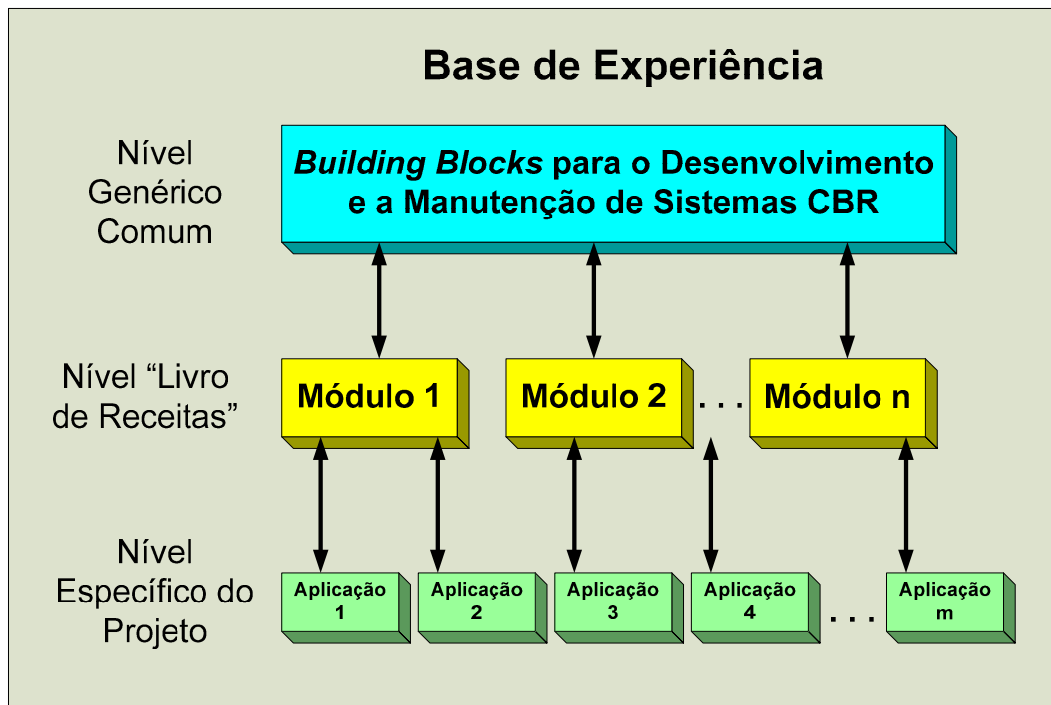 Base de Experiência
Nível
Genérico
Comum
Building Blocks para o Desenvolvimento
e a Manutenção de Sistemas CBR
Nível “Livro
de Receitas”
Módulo 1
Módulo 2
. . .
Módulo n
Nível
Específico do
Projeto
Aplicação
1
Aplicação
2
Aplicação
3
Aplicação
4
. . .
Aplicação
m